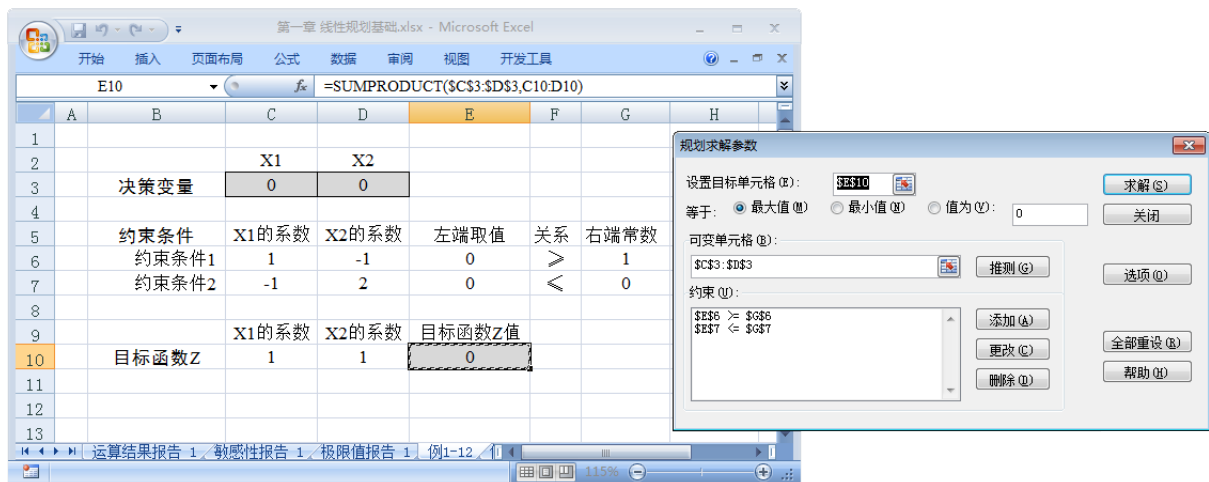 第一章 线性规划基础.xlsx - Microsoft Excel
开始 插入 页面布局 公式 数据 审阅 视图 开发工具
E10 fx =SUMPRODUCT($C$3:$D$3,C10:D10)
A B C D E F G H
1
2 X1 X2
3 决策变量 0 0
4
5 约束条件 X1的系数 X2的系数 左端取值 关系 右端常数
6 约束条件1 1 -1 0 ≥ 1
7 约束条件2 -1 2 0 ≤ 0
8
9 X1的系数 X2的系数 目标函数Z值
10 目标函数Z 1 1 0
11
12
13
运算结果报告 1 敏感性报告 1 极限值报告 1 例1-12
115%
规划求解参数
设置目标单元格(E): $E$10 求解(S)
等于: 最大值(M) 最小值(N) 值为(V): 0 关闭
可变单元格(B):
$C$3:$D$3 推测(G) 选项(O)
约束(U):
$E$6 >= $G$6 添加(A)
$E$7 <= $G$7
更改(C) 全部重设(R)
删除(D) 帮助(H)